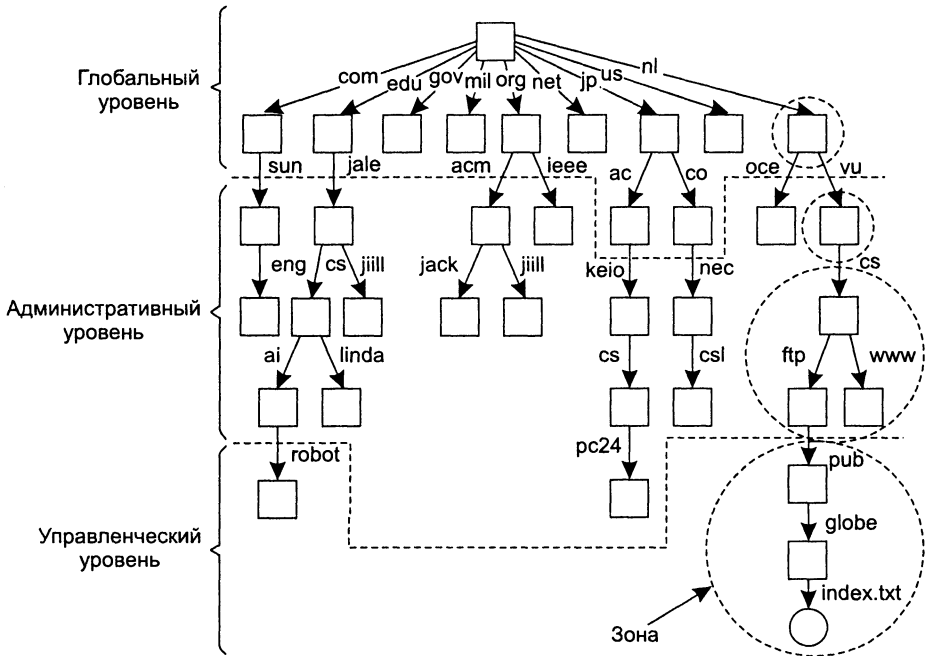 Глобальный
уровень
com
edu
gov
mil
org
net
jp
us
nl
sun
jale
acm
ieee
ac
co
oce
vu
Административный
уровень
eng
cs
jiill
jack
jiill
keio
nec
cs
ai
linda
cs
csl
ftp
www
Управленческий
уровень
robot
pc24
pub
globe
index.txt
Зона